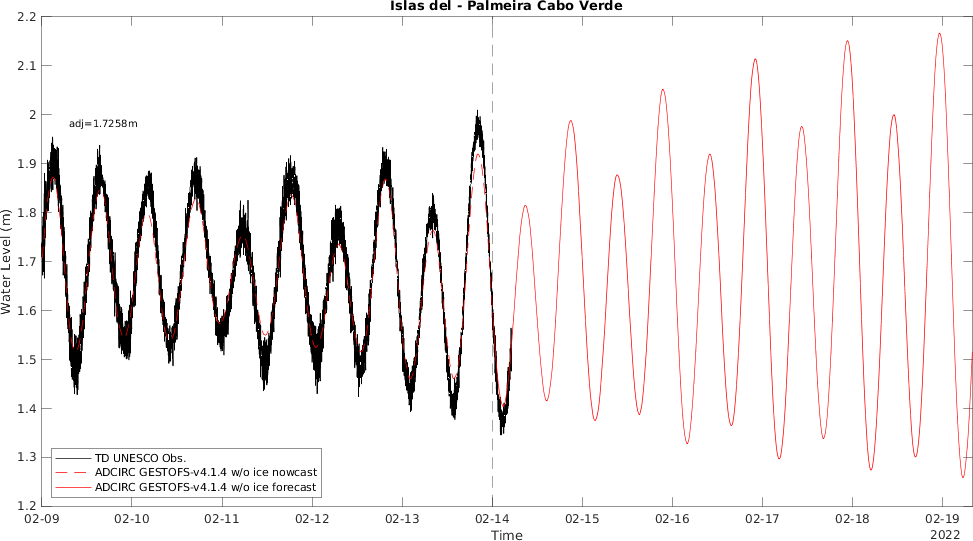 Islas del - Palmeira Cabo Verde
2.2
2.1
2
1.9
1.8
1.7
1.6
1.5
1.4
1.3
1.2
Water Level (m)
adj=1.7258m
TD UNESCO Obs.
ADCIRC GESTOFS-v4.1.4 w/o ice nowcast
ADCIRC GESTOFS-v4.1.4 w/o ice forecast
02-09 02-10 02-11 02-12 02-13 02-14 02-15 02-16 02-17 02-18 02-19
2022
Time